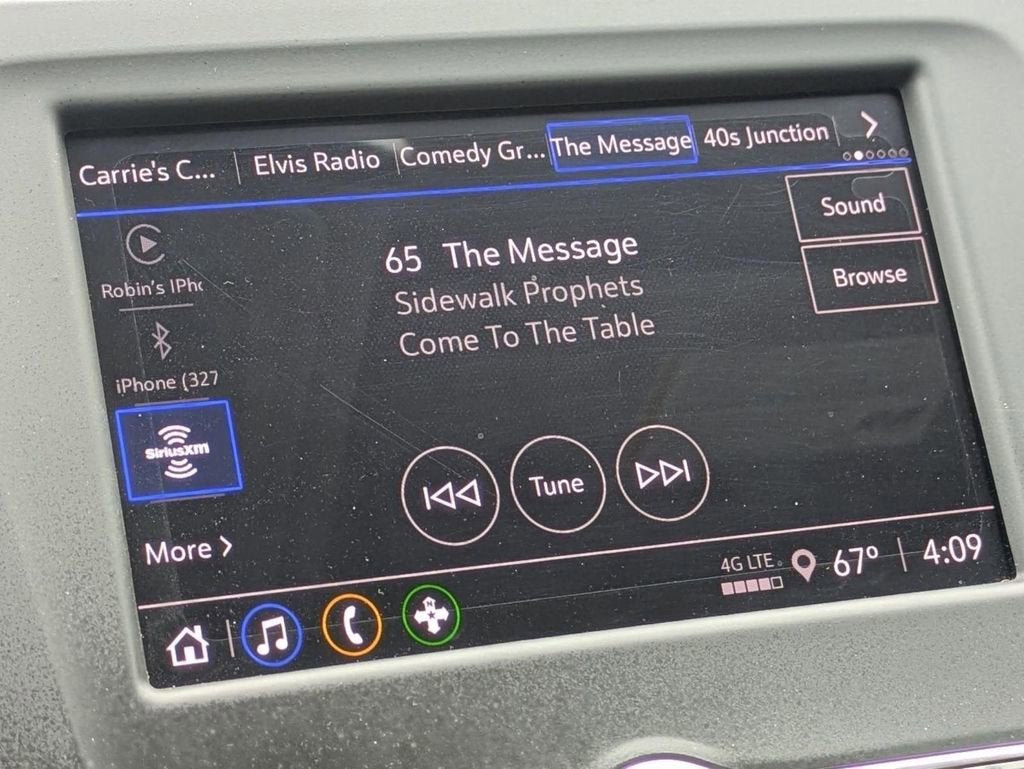 Carrie's C...
Elvis Radio
Comedy Gr...
The Message
40s Junction
Sound
65 The Message
Browse
Robin's IPh
Sidewalk Prophets
Come To The Table
iPhone (327
SiriusXM
Tune
More
4G LTE
67°
4:09
N